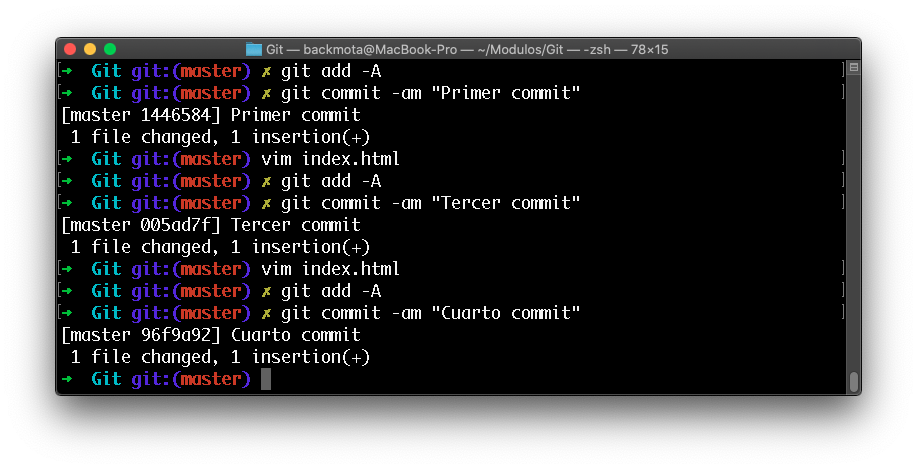 Git — backmota@MacBook-Pro — ~/Modulos/Git — -zsh — 78×15
[→  Git git:(master) ✗ git add -A ]
[→  Git git:(master) ✗ git commit -am "Primer commit" ]
[master 1446584] Primer commit
 1 file changed, 1 insertion(+)
[→  Git git:(master) vim index.html ]
[→  Git git:(master) ✗ git add -A ]
[→  Git git:(master) ✗ git commit -am "Tercer commit" ]
[master 005ad7f] Tercer commit
 1 file changed, 1 insertion(+)
[→  Git git:(master) vim index.html ]
[→  Git git:(master) ✗ git add -A ]
[→  Git git:(master) ✗ git commit -am "Cuarto commit" ]
[master 96f9a92] Cuarto commit
 1 file changed, 1 insertion(+)
→  Git git:(master)